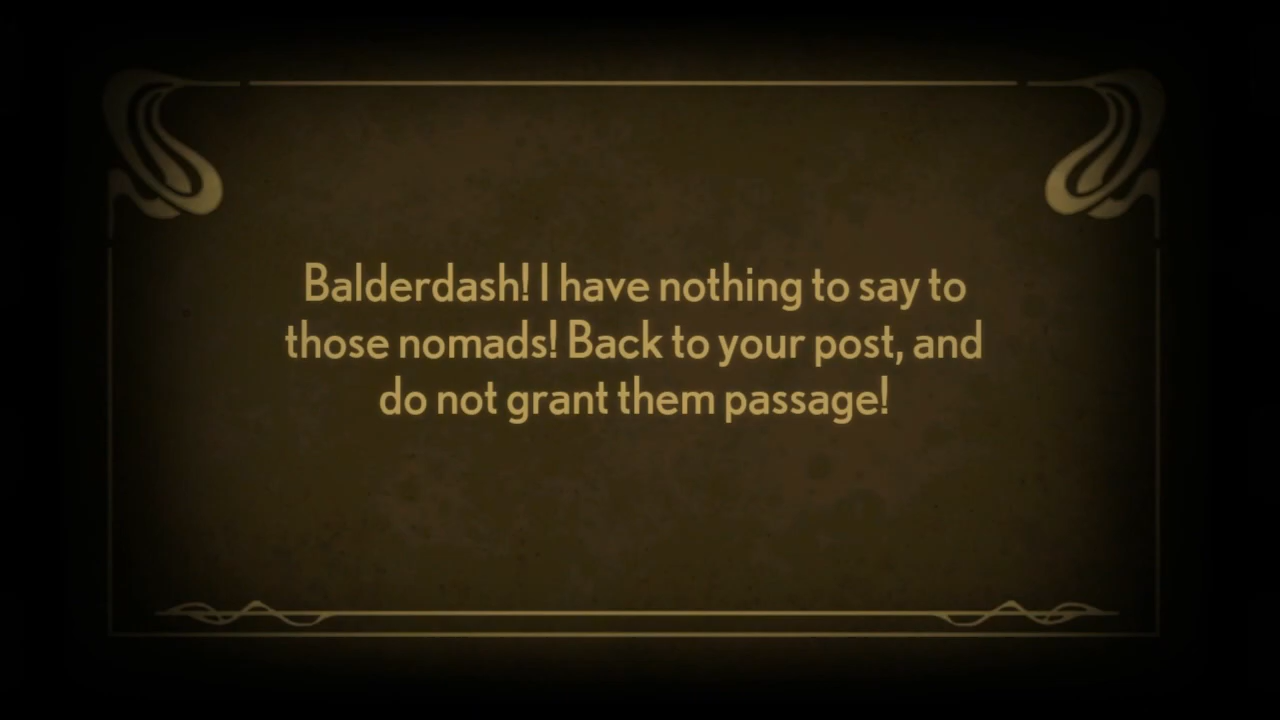 Balderdash! I have nothing to say to
those nomads! Back to your post, and
do not grant them passage!